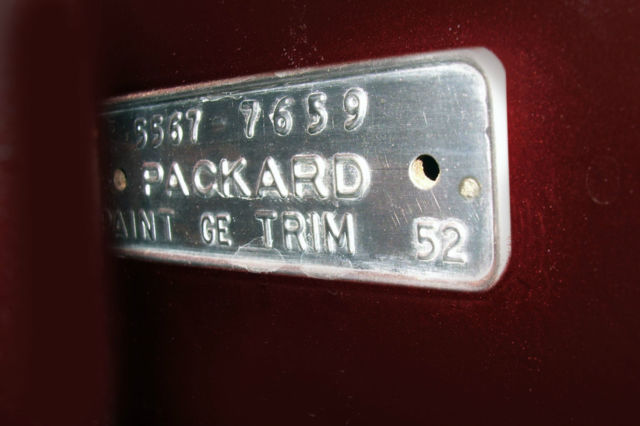 5567 7659
PACKARD
PAINT GE TRIM 52